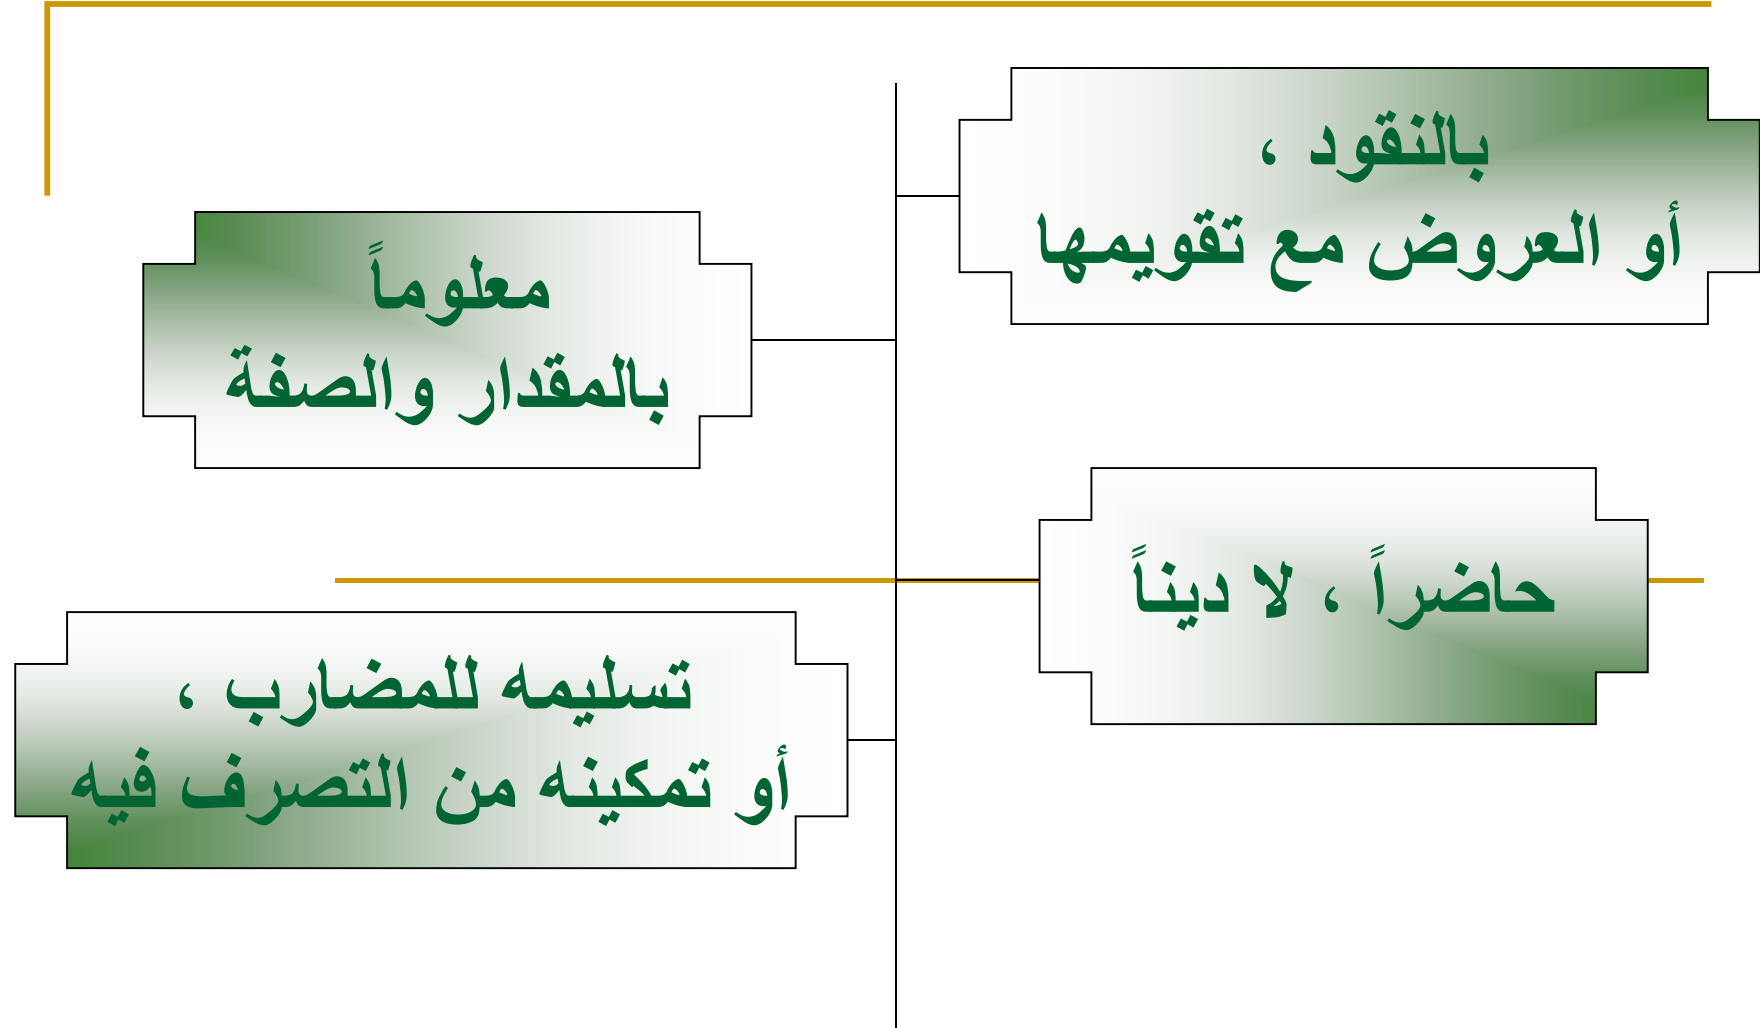 بالنقود ،
أو العروض مع تقويمها
معلوماً
بالمقدار والصفة
حاضراً ، لا ديناً
تسليمه للمضارب ،
أو تمكينه من التصرف فيه